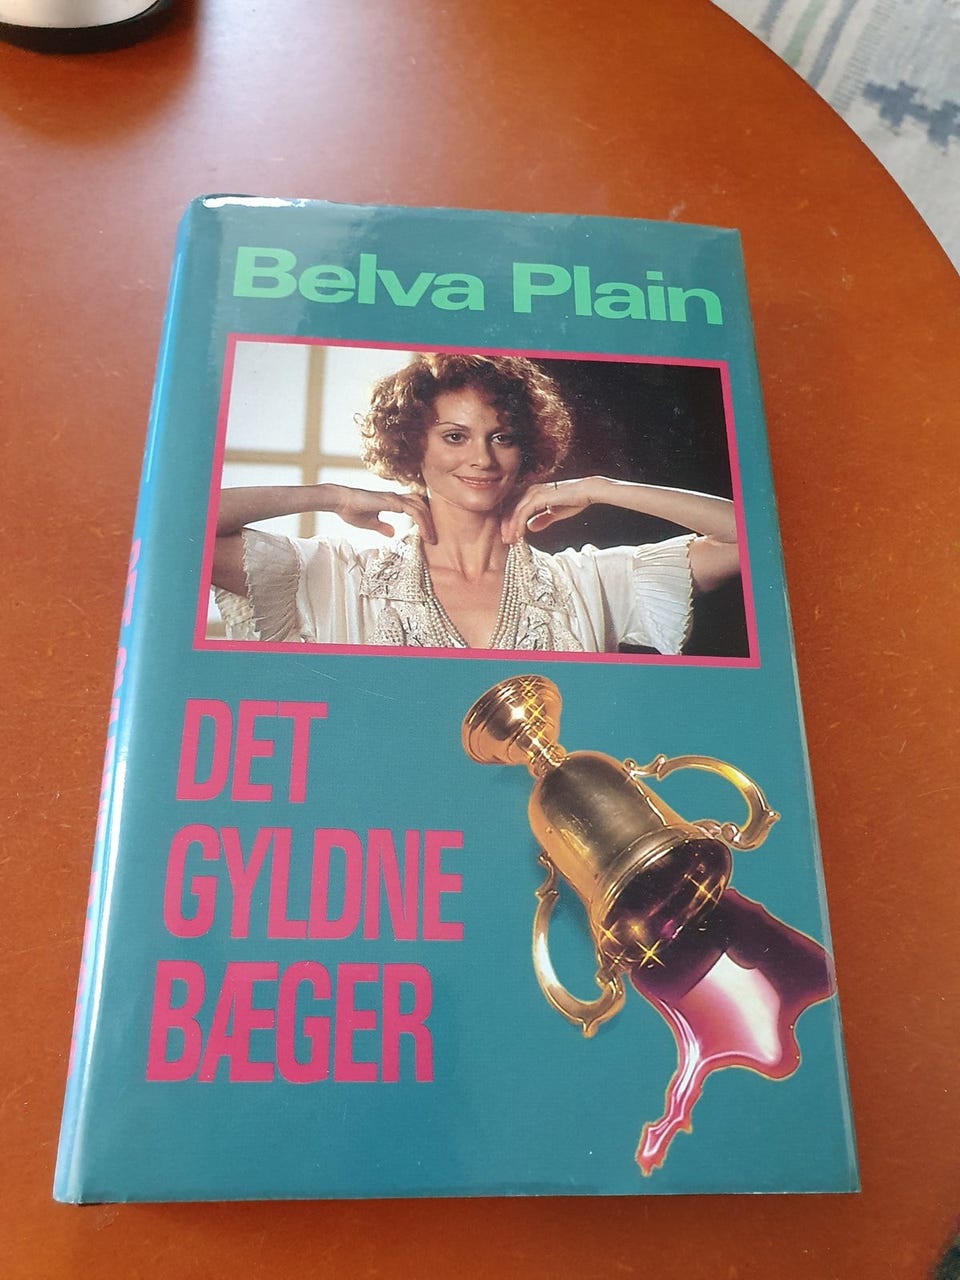 Belva Plain
DET
GYLDNE
BÆGER